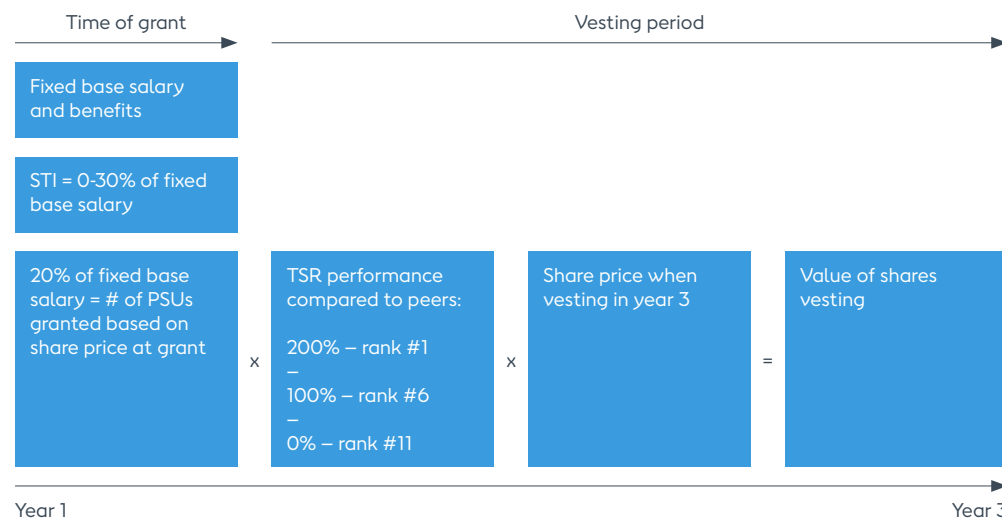 Time of grant
Vesting period
Fixed base salary
and benefits
STI = 0-30% of fixed
base salary
20% of fixed base
salary = # of PSUs
granted based on
share price at grant
x
TSR performance
compared to peers:
200% – rank #1
–
100% – rank #6
–
0% – rank #11
x
Share price when
vesting in year 3
=
Value of shares
vesting
Year 1
Year 3